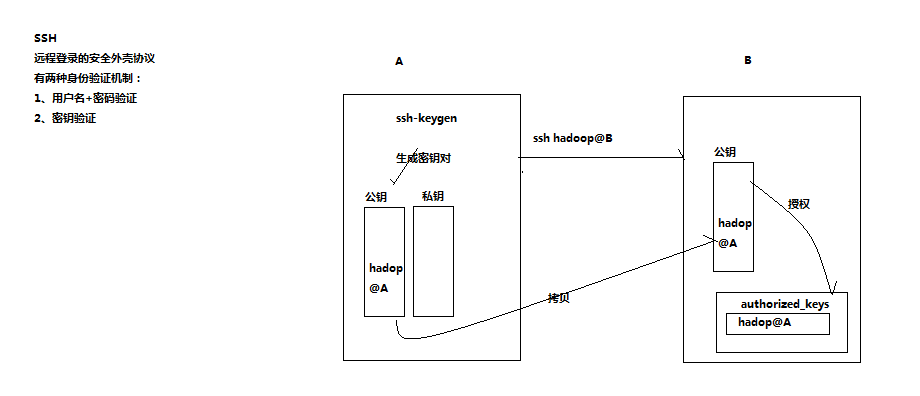 SSH
远程登录的安全外壳协议
有两种身份验证机制：
1、用户名+密码验证
2、密钥验证
A
B
ssh-keygen
生成密钥对
公钥
私钥
hadop
@A
ssh hadoop@B
拷贝
公钥
hadop
@A
授权
authorized_keys
hadop@A